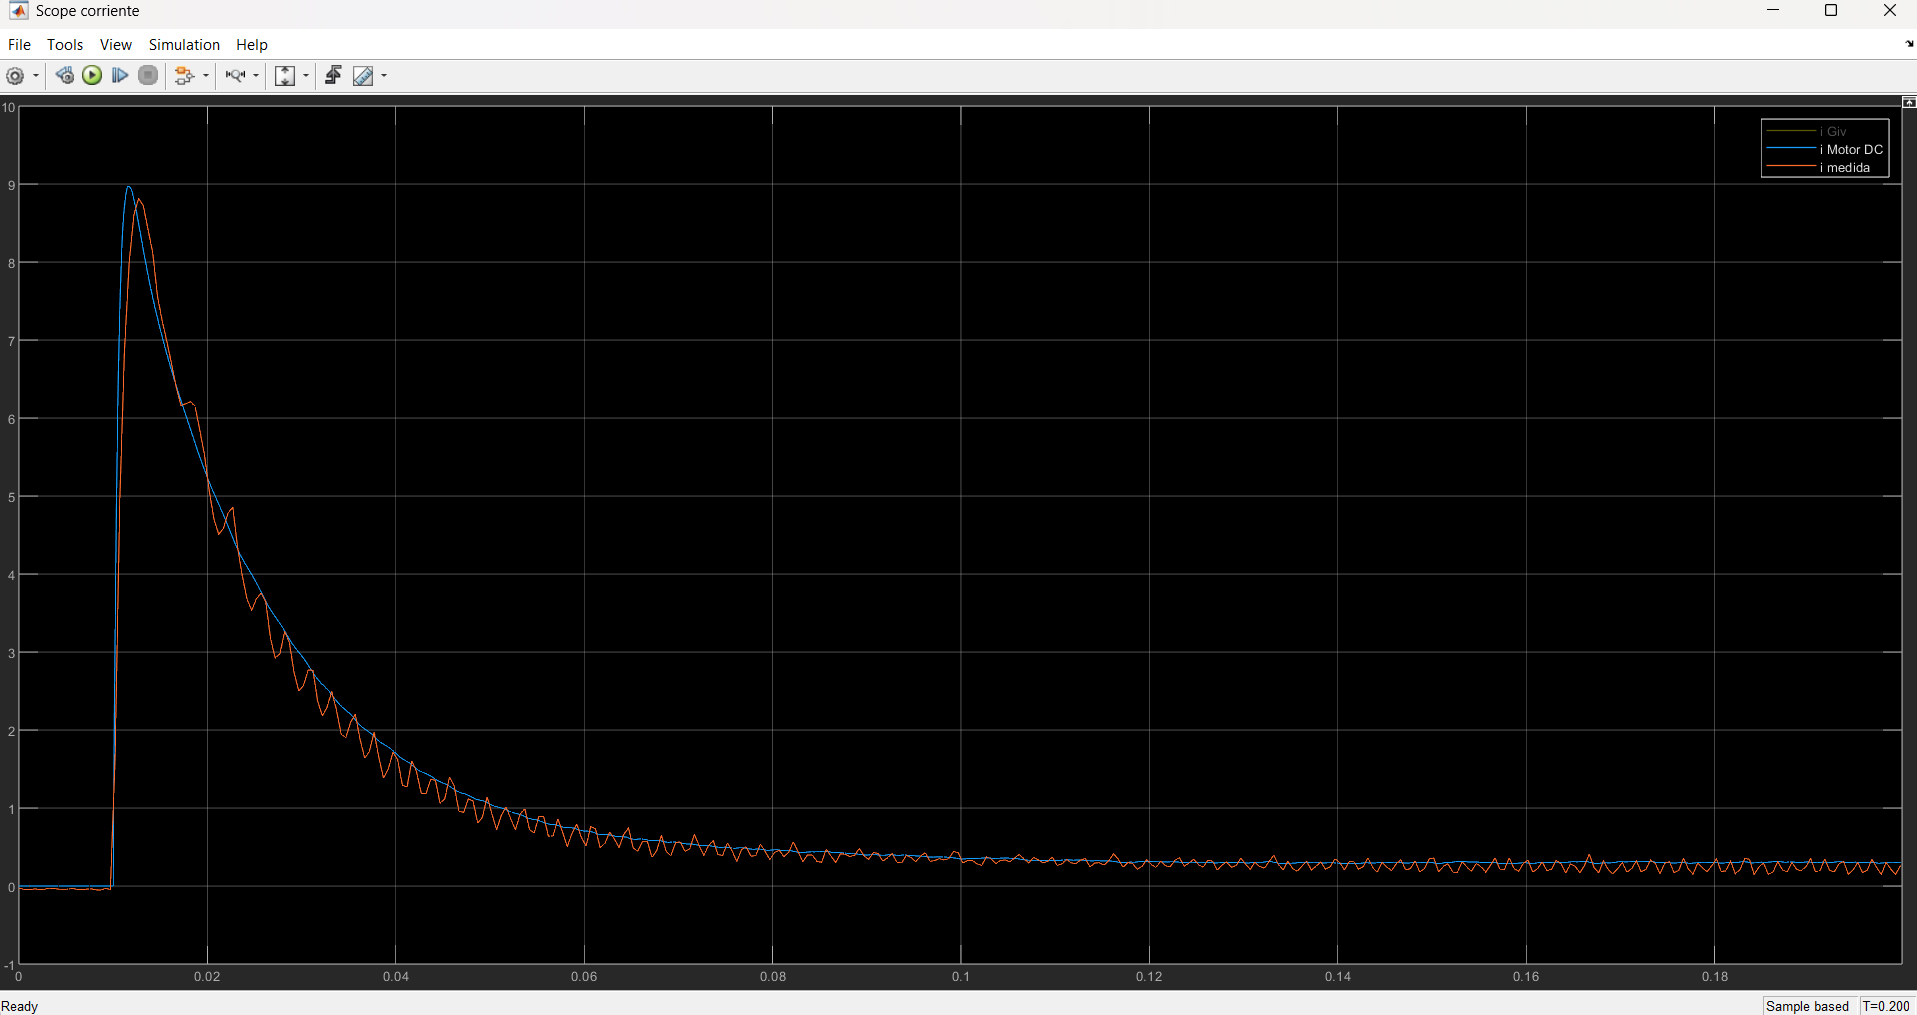 Scope corriente
File Tools View Simulation Help
10
9
8
7
6
5
4
3
2
1
0
-1
i Giv
i Motor DC
i medida
0 0.02 0.04 0.06 0.08 0.1 0.12 0.14 0.16 0.18
Ready
Sample based T=0.200